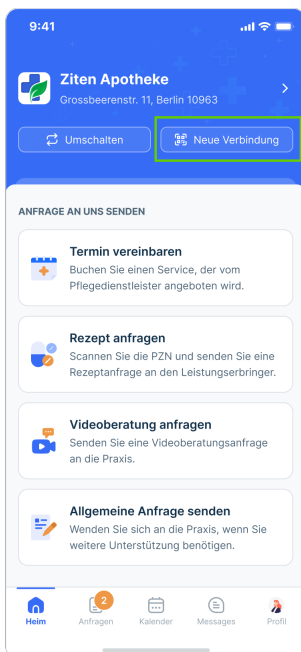 9:41
Ziten Apotheke
Grossbeerenstr. 11, Berlin 10963
Umschalten
Neue Verbindung
ANFRAGE AN UNS SENDEN
Termin vereinbaren
Buchen Sie einen Service, der vom
Pflegedienstleister angeboten wird.
Rezept anfragen
Scannen Sie die PZN und senden Sie eine
Rezeptanfrage an den Leistungserbringer.
Videoberatung anfragen
Senden Sie eine Videoberatungsanfrage
an die Praxis.
Allgemeine Anfrage senden
Wenden Sie sich an die Praxis, wenn Sie
weitere Unterstützung benötigen.
2
Heim
Anfragen
Kalender
Messages
Profil